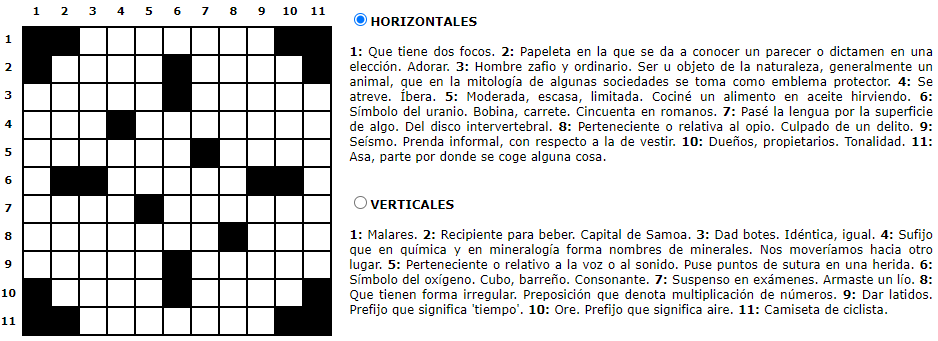 1 2 3 4 5 6 7 8 9 10 11
1
2
3
4
5
6
7
8
9
10
11
HORIZONTALES
1: Que tiene dos focos. 2: Papeleta en la que se da a conocer un parecer o dictamen en una
elección. Adorar. 3: Hombre zafio y ordinario. Ser u objeto de la naturaleza, generalmente un
animal, que en la mitología de algunas sociedades se toma como emblema protector. 4: Se
atreve. Íbera. 5: Moderada, escasa, limitada. Cociné un alimento en aceite hirviendo. 6:
Símbolo del uranio. Bobina, carrete. Cincuenta en romanos. 7: Pasé la lengua por la superficie
de algo. Del disco intervertebral. 8: Perteneciente o relativa al opio. Culpado de un delito. 9:
Seísmo. Prenda informal, con respecto a la de vestir. 10: Dueños, propietarios. Tonalidad. 11:
Asa, parte por donde se coge alguna cosa.
VERTICALES
1: Malares. 2: Recipiente para beber. Capital de Samoa. 3: Dad botes. Idéntica, igual. 4: Sufijo
que en química y en mineralogía forma nombres de minerales. Nos moveríamos hacia otro
lugar. 5: Perteneciente o relativo a la voz o al sonido. Puse puntos de sutura en una herida. 6:
Símbolo del oxígeno. Cubo, barreño. Consonante. 7: Suspenso en exámenes. Armaste un lío. 8:
Que tienen forma irregular. Preposición que denota multiplicación de números. 9: Dar latidos.
Prefijo que significa 'tiempo'. 10: Ore. Prefijo que significa aire. 11: Camiseta de ciclista.